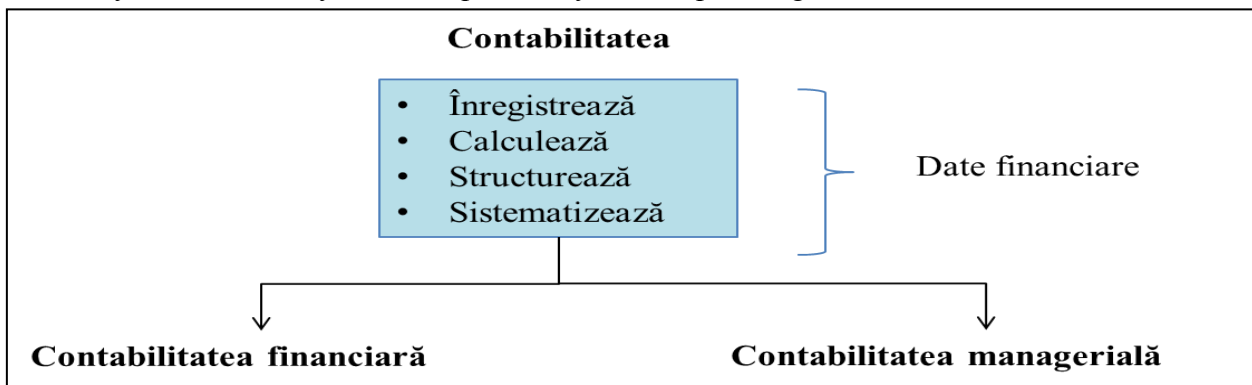 Contabilitatea
• Înregistrează
• Calculează
• Structurează
• Sistematizează
Date financiare
Contabilitatea financiară
Contabilitatea managerială